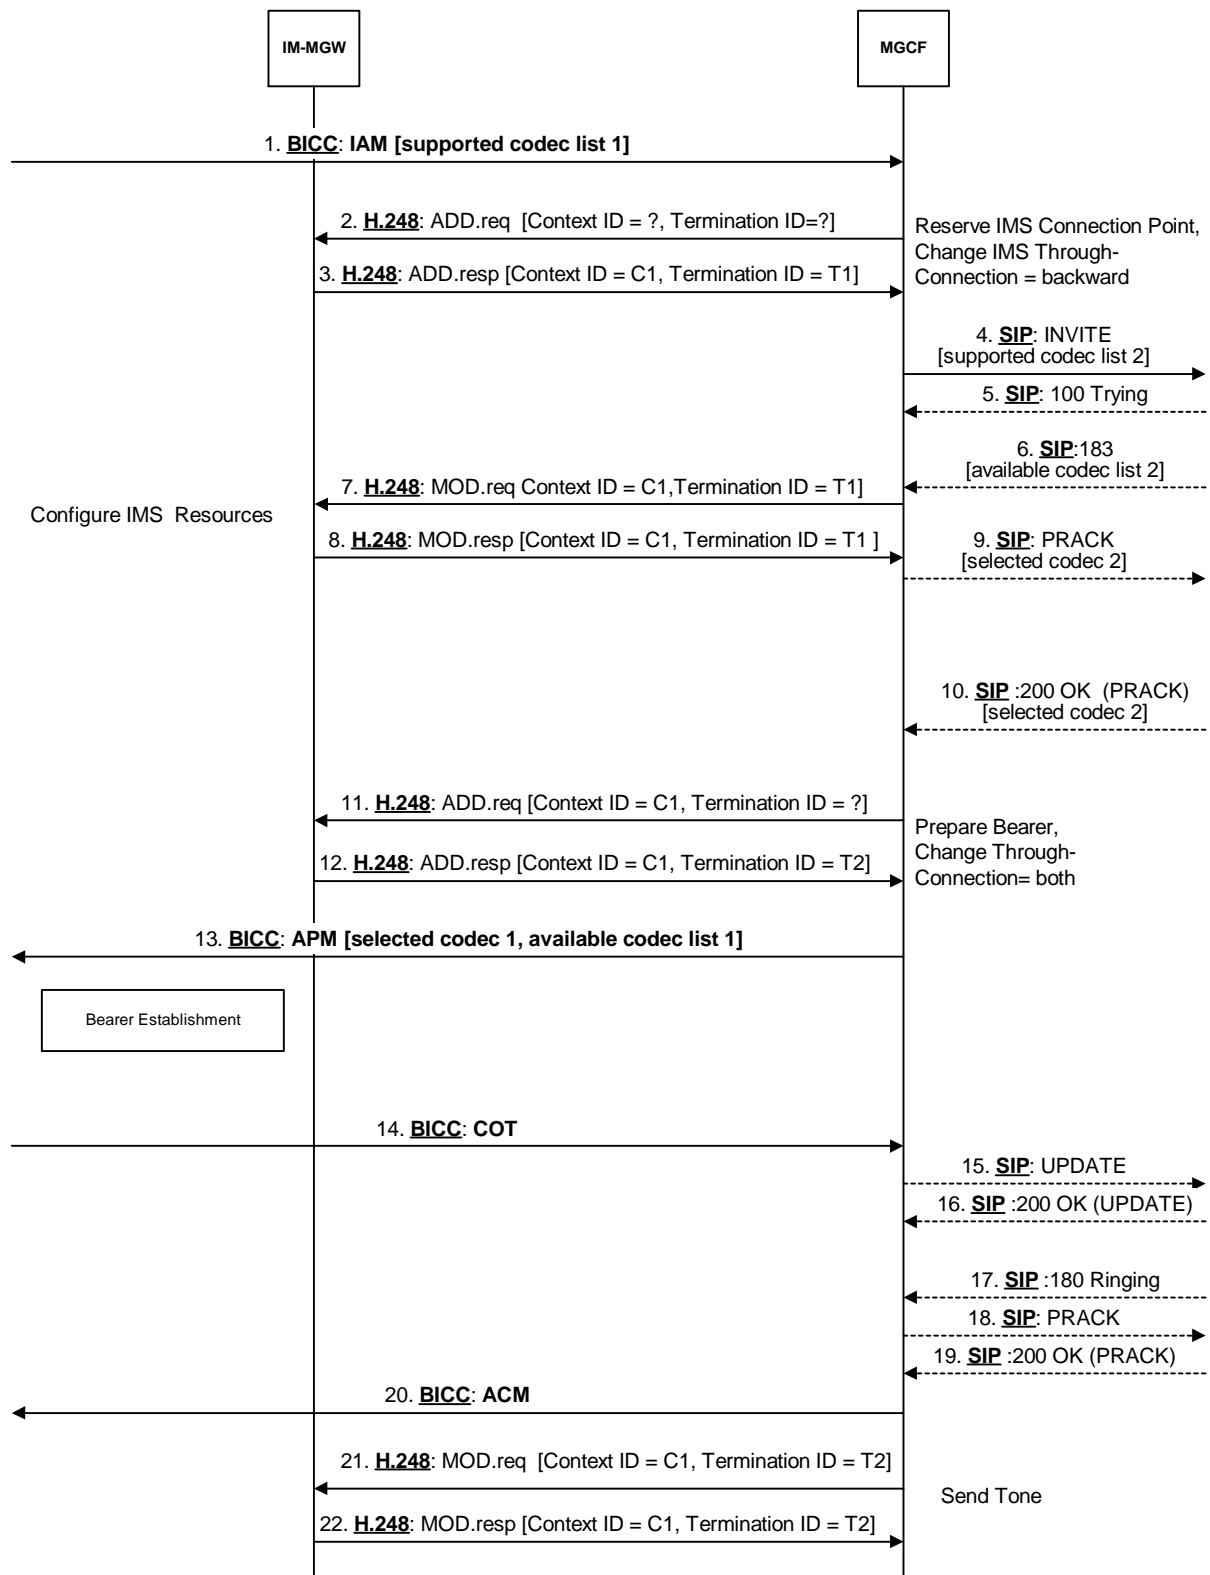 IM-MGW
MGCF
1. BICC: IAM [supported codec list 1]
2. H.248: ADD.req [Context ID = ?, Termination ID=?]
Reserve IMS Connection Point,
Change IMS Through-
Connection = backward
3. H.248: ADD.resp [Context ID = C1, Termination ID = T1]
4. SIP: INVITE
[supported codec list 2]
5. SIP: 100 Trying
6. SIP:183
[available codec list 2]
7. H.248: MOD.req Context ID = C1,Termination ID = T1]
Configure IMS Resources
8. H.248: MOD.resp [Context ID = C1, Termination ID = T1 ]
9. SIP: PRACK
[selected codec 2]
10. SIP :200 OK (PRACK)
[selected codec 2]
11. H.248: ADD.req [Context ID = C1, Termination ID = ?]
Prepare Bearer,
Change Through-
Connection= both
12. H.248: ADD.resp [Context ID = C1, Termination ID = T2]
13. BICC: APM [selected codec 1, available codec list 1]
Bearer Establishment
14. BICC: COT
15. SIP: UPDATE
16. SIP :200 OK (UPDATE)
17. SIP :180 Ringing
18. SIP: PRACK
19. SIP :200 OK (PRACK)
20. BICC: ACM
21. H.248: MOD.req [Context ID = C1, Termination ID = T2]
Send Tone
22. H.248: MOD.resp [Context ID = C1, Termination ID = T2]